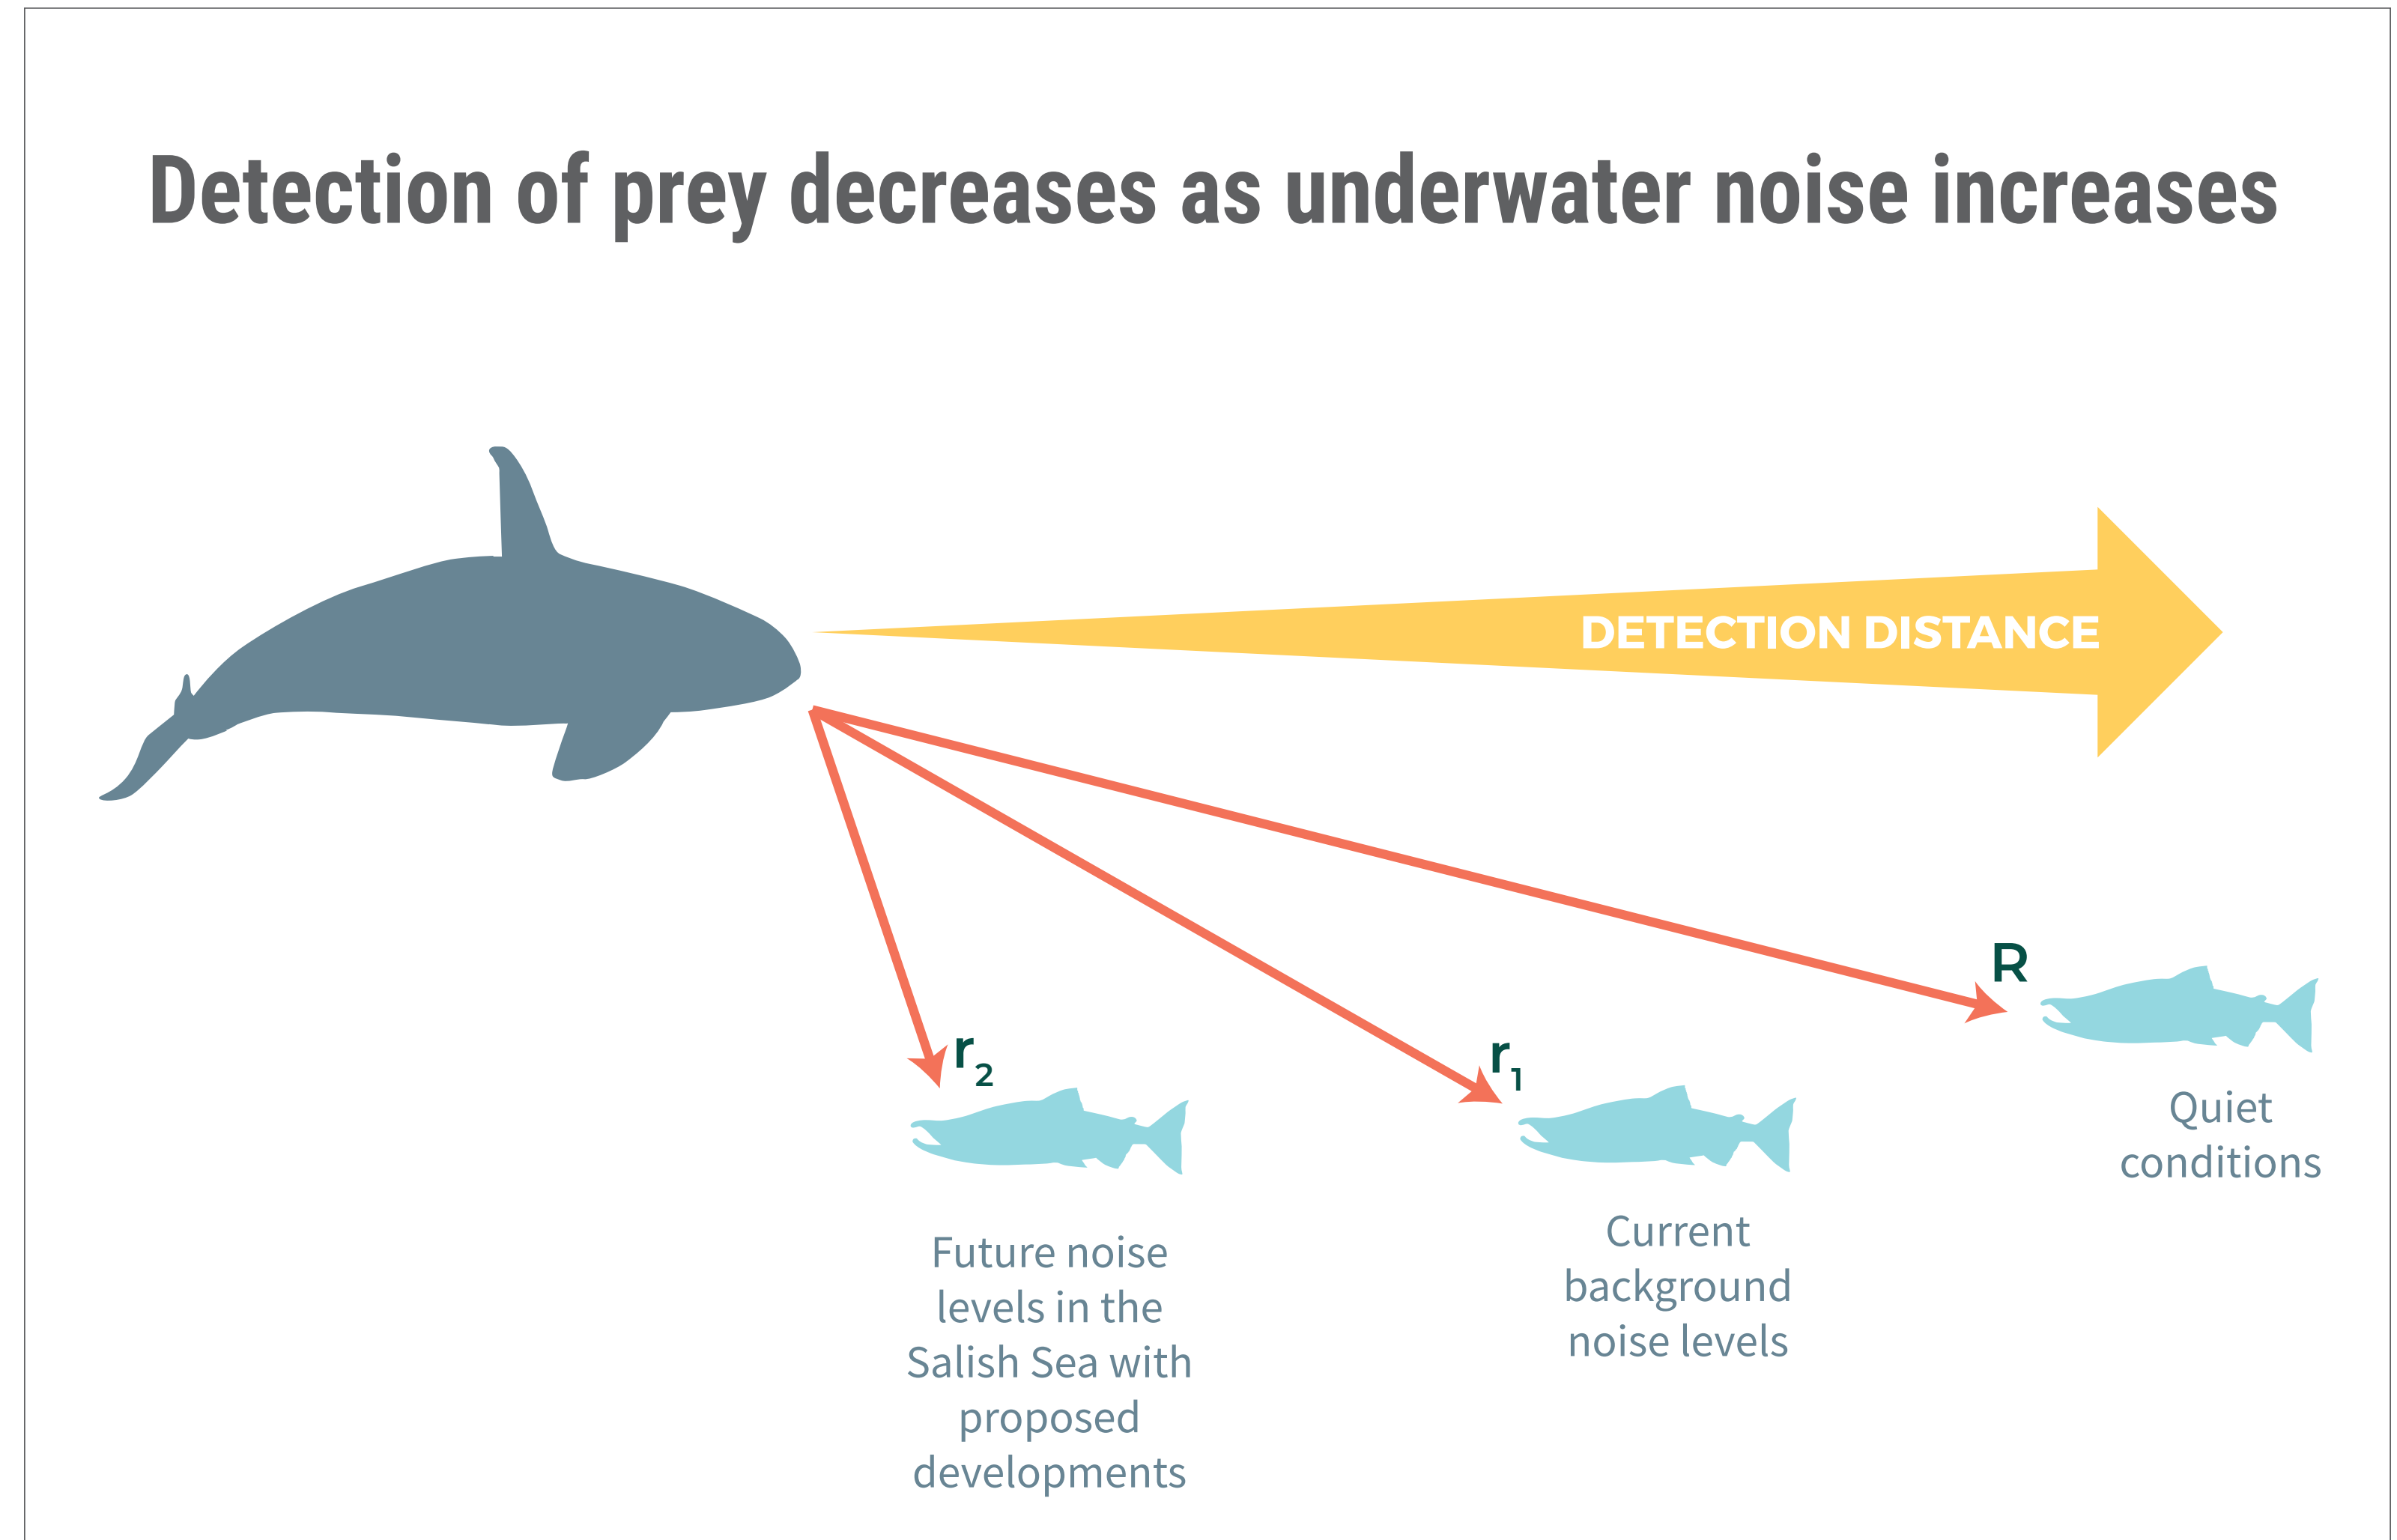 Detection of prey decreases as underwater noise increases
DETECTION DISTANCE
R
r2
r1
Quiet
conditions
Current
background
noise levels
Future noise
levels in the
Salish Sea with
proposed
developments